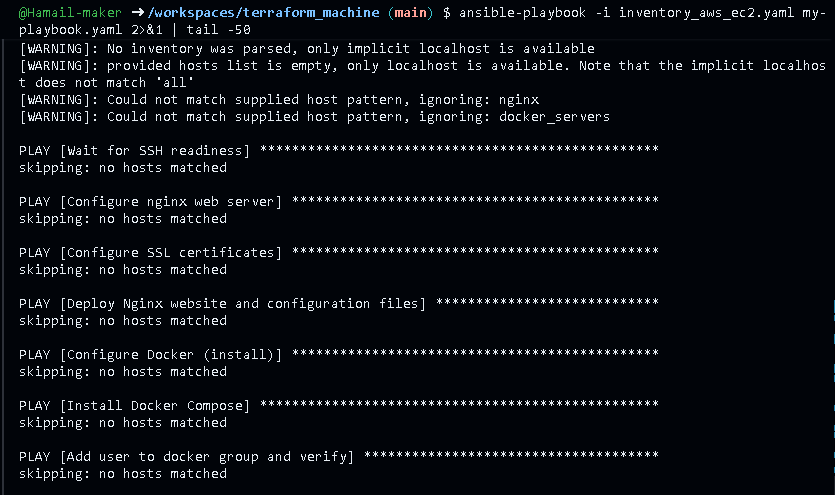 @Hamail-maker ➜/workspaces/terraform_machine (main) $ ansible-playbook -i inventory_aws_ec2.yaml my-
playbook.yaml 2>&1 | tail -50
[WARNING]: No inventory was parsed, only implicit localhost is available
[WARNING]: provided hosts list is empty, only localhost is available. Note that the implicit localhos
t does not match 'all'
[WARNING]: Could not match supplied host pattern, ignoring: nginx
[WARNING]: Could not match supplied host pattern, ignoring: docker_servers
PLAY [Wait for SSH readiness] **************************************************
skipping: no hosts matched
PLAY [Configure nginx web server] **********************************************
skipping: no hosts matched
PLAY [Configure SSL certificates] **********************************************
skipping: no hosts matched
PLAY [Deploy Nginx website and configuration files] ****************************
skipping: no hosts matched
PLAY [Configure Docker (install)] **********************************************
skipping: no hosts matched
PLAY [Install Docker Compose] **************************************************
skipping: no hosts matched
PLAY [Add user to docker group and verify] *************************************
skipping: no hosts matched